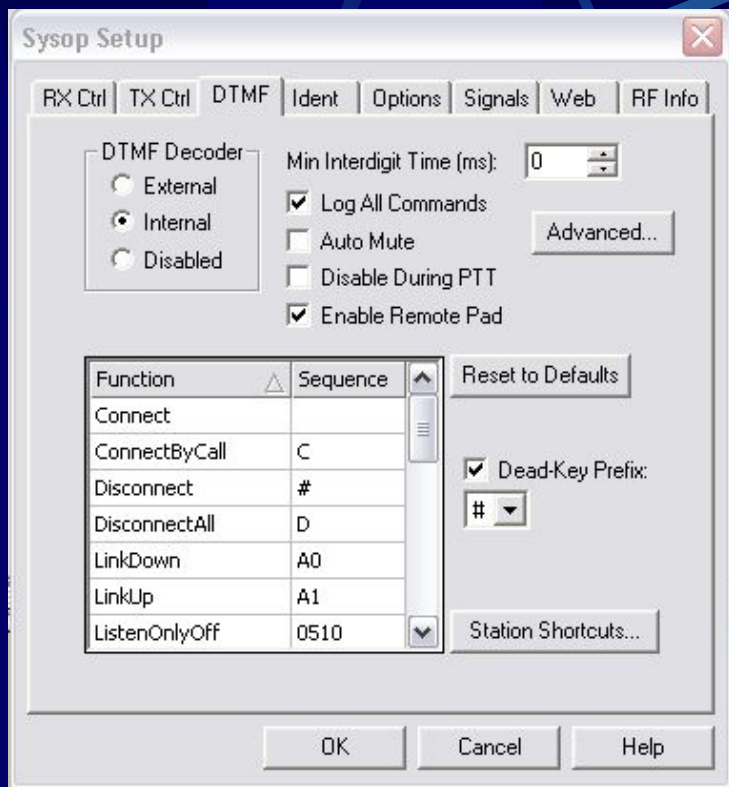 Sysop Setup
RX Ctrl TX Ctrl DTMF Ident Options Signals Web RF Info
DTMF Decoder
External
Internal
Disabled
Min Interdigit Time (ms): 0
Log All Commands
Auto Mute
Disable During PTT
Enable Remote Pad
Advanced...
Function Sequence
Connect
ConnectByCall C
Disconnect #
DisconnectAll D
LinkDown A0
LinkUp A1
ListenOnlyOff 0510
Reset to Defaults
Dead-Key Prefix:
#
Station Shortcuts...
OK Cancel Help